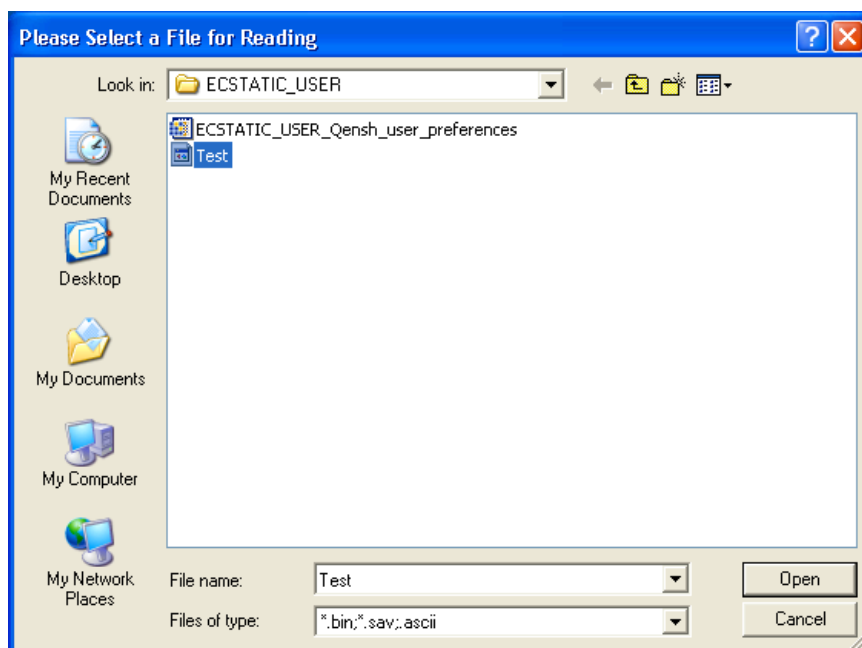 Please Select a File for Reading
Look in: ECSTATIC_USER
ECSTATIC_USER_Qensh_user_preferences
Test
My Recent
Documents
Desktop
My Documents
My Computer
My Network
Places
File name: Test Open
Files of type: *.bin;*.sav;.ascii Cancel